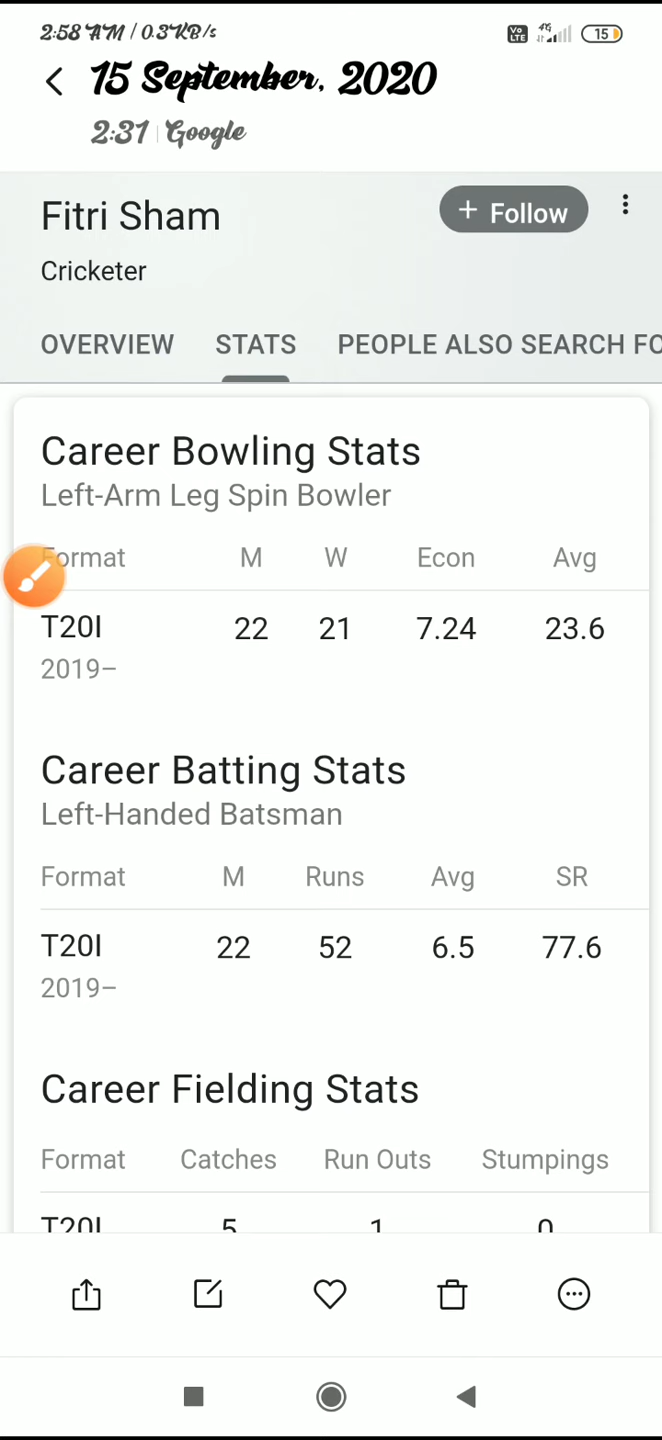 2:58 AM / 0.3KB/s VoLTE 4G 15
15 September, 2020
2:31 | Google
Fitri Sham
+ Follow
Cricketer
OVERVIEW STATS PEOPLE ALSO SEARCH FO
Career Bowling Stats
Left-Arm Leg Spin Bowler
Format M W Econ Avg
T20I 22 21 7.24 23.6
2019–
Career Batting Stats
Left-Handed Batsman
Format M Runs Avg SR
T20I 22 52 6.5 77.6
2019–
Career Fielding Stats
Format Catches Run Outs Stumpings
T20I 5 1 0